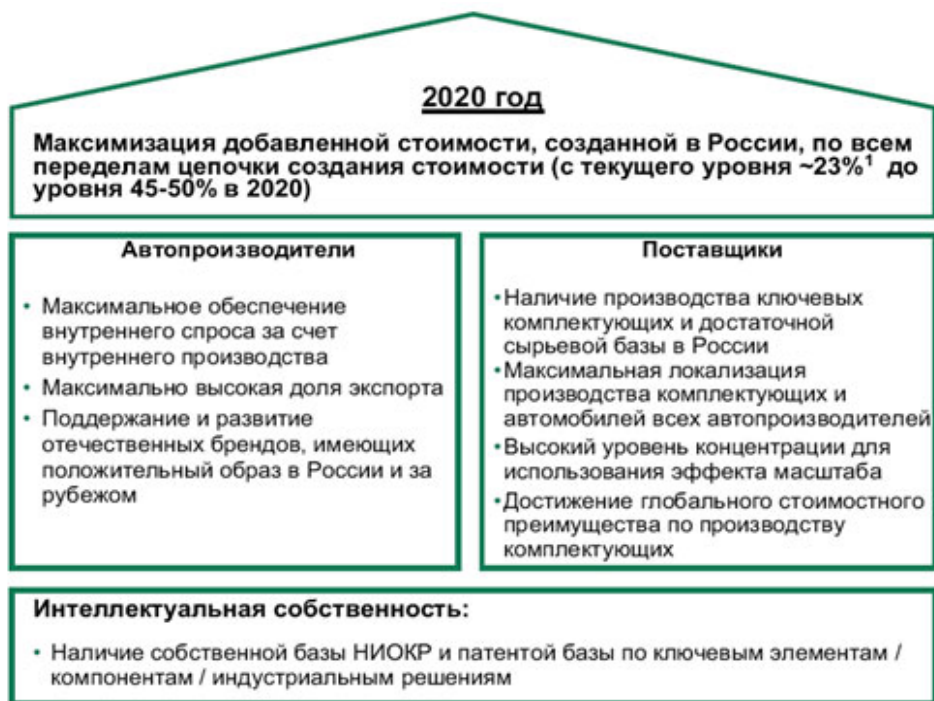 2020 год
Максимизация добавленной стоимости, созданной в России, по всем
переделам цепочки создания стоимости (с текущего уровня ~23%¹ до
уровня 45-50% в 2020)
Автопроизводители
• Максимальное обеспечение
внутреннего спроса за счет
внутреннего производства
• Максимально высокая доля экспорта
• Поддержание и развитие
отечественных брендов, имеющих
положительный образ в России и за
рубежом
Поставщики
•Наличие производства ключевых
комплектующих и достаточной
сырьевой базы в России
•Максимальная локализация
производства комплектующих и
автомобилей всех автопроизводителей
•Высокий уровень концентрации для
использования эффекта масштаба
•Достижение глобального стоимостного
преимущества по производству
комплектующих
Интеллектуальная собственность:
• Наличие собственной базы НИОКР и патентой базы по ключевым элементам /
компонентам / индустриальным решениям